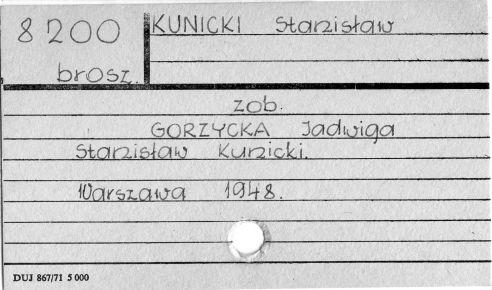 8200 KUNICKI Stanisław
brosz.
zob.
GORZYCKA Jadwiga
Stanisław Kunicki.
Warszawa 1948.
DUJ 867/71 5 000